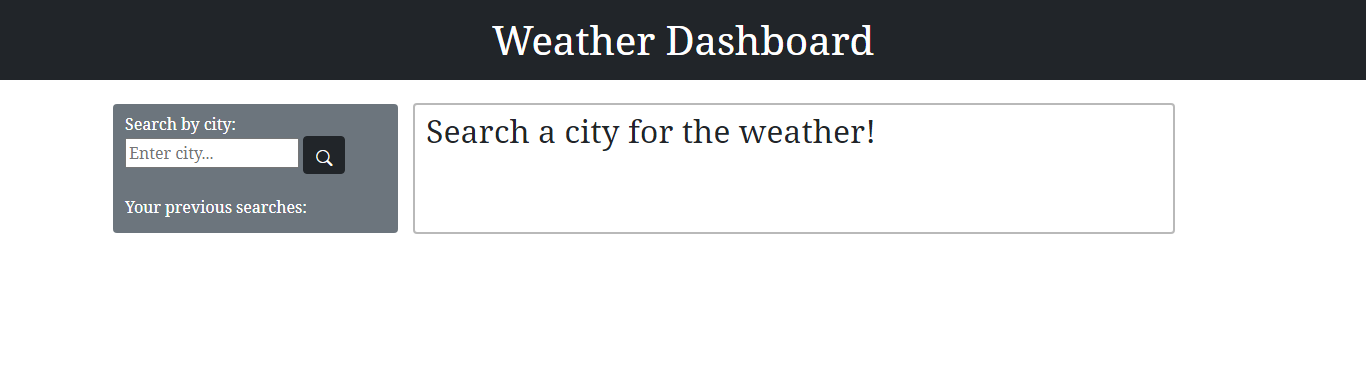 Weather Dashboard
Search by city:
Enter city...
Your previous searches:
Search a city for the weather!